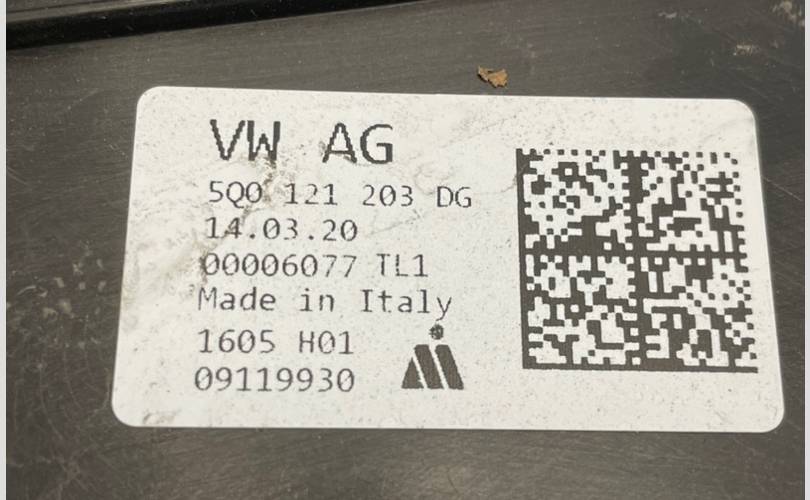 VW AG
5Q0 121 203 DG
14.03.20
00006077 TL1
Made in Italy
1605 H01
09119930